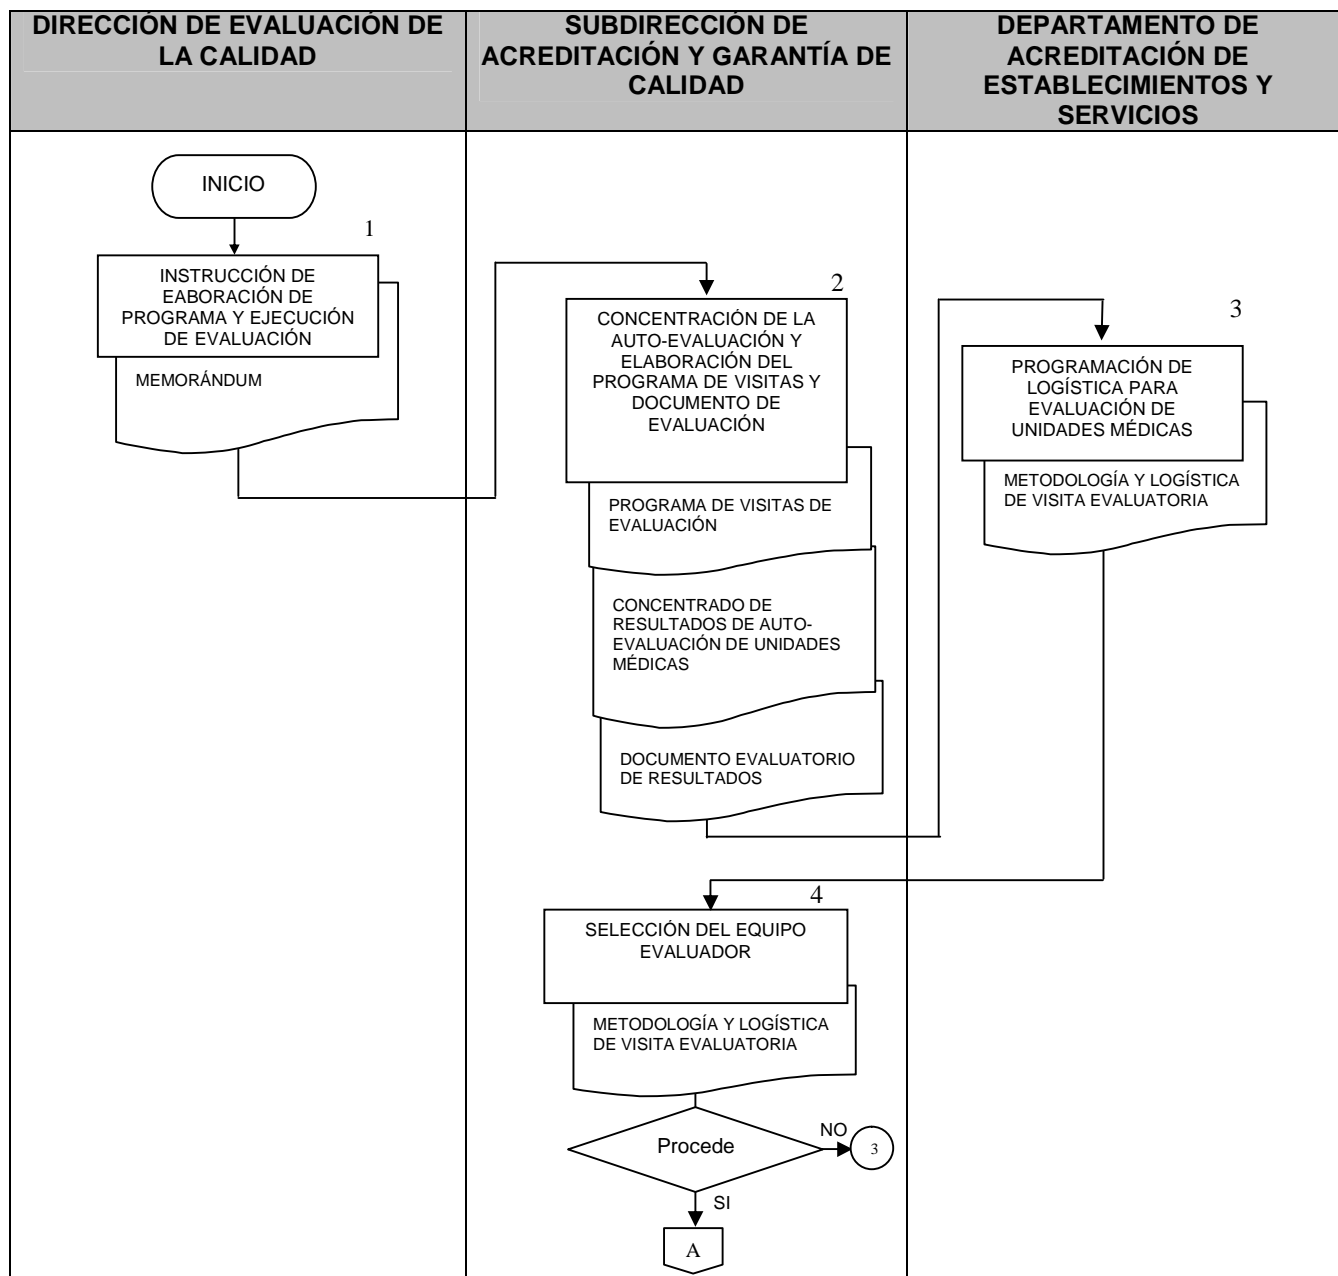 DIRECCIÓN DE EVALUACIÓN DE
LA CALIDAD
SUBDIRECCIÓN DE
ACREDITACIÓN Y GARANTÍA DE
CALIDAD
DEPARTAMENTO DE
ACREDITACIÓN DE
ESTABLECIMIENTOS Y
SERVICIOS
INICIO
1
INSTRUCCIÓN DE
EABORACIÓN DE
PROGRAMA Y EJECUCIÓN
DE EVALUACIÓN
MEMORÁNDUM
2
CONCENTRACIÓN DE LA
AUTO-EVALUACIÓN Y
ELABORACIÓN DEL
PROGRAMA DE VISITAS Y
DOCUMENTO DE
EVALUACIÓN
PROGRAMA DE VISITAS DE
EVALUACIÓN
CONCENTRADO DE
RESULTADOS DE AUTO-
EVALUACIÓN DE UNIDADES
MÉDICAS
DOCUMENTO EVALUATORIO
DE RESULTADOS
3
PROGRAMACIÓN DE
LOGÍSTICA PARA
EVALUACIÓN DE
UNIDADES MÉDICAS
METODOLOGÍA Y LOGÍSTICA
DE VISITA EVALUATORIA
4
SELECCIÓN DEL EQUIPO
EVALUADOR
METODOLOGÍA Y LOGÍSTICA
DE VISITA EVALUATORIA
Procede
NO
3
SI
A